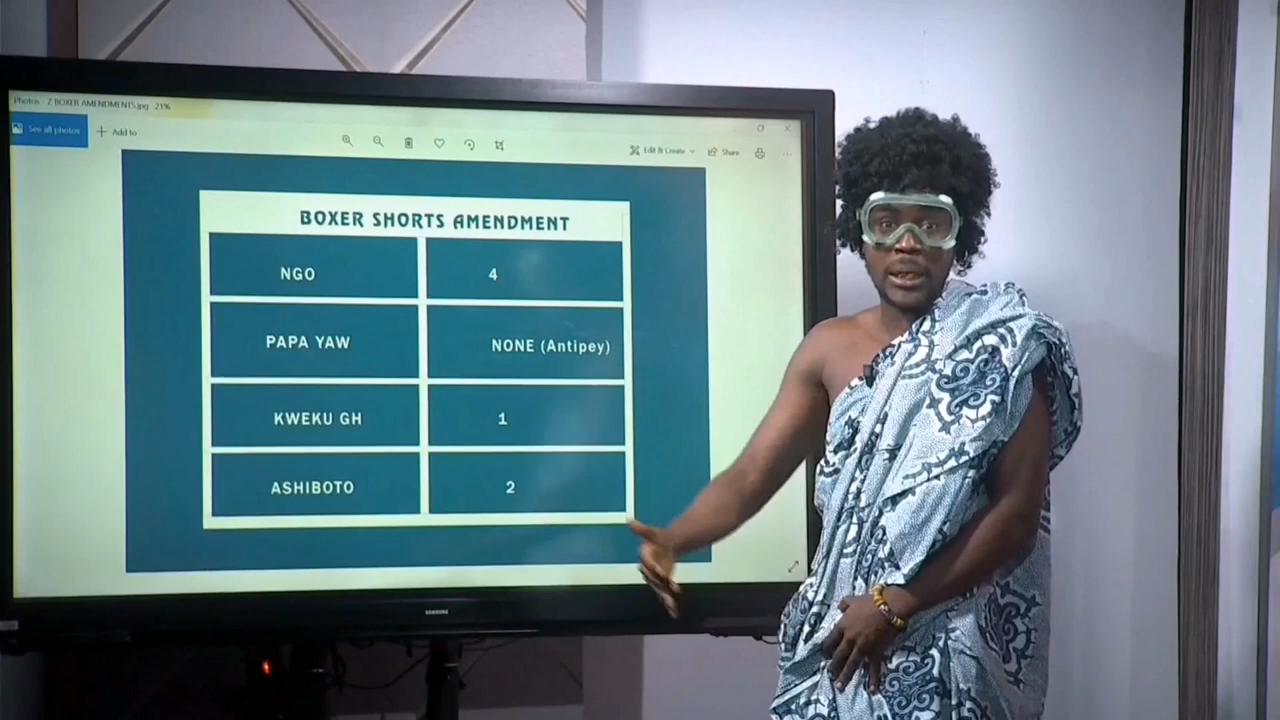 Photos - Z BOXER AMENDMENTS.jpg 21%
See all photos
Add to
Edit & Create
Share
BOXER SHORTS AMENDMENT
NGO 4
PAPA YAW NONE (Antipey)
KWEKU GH 1
ASHIBOTO 2
SAMSUNG